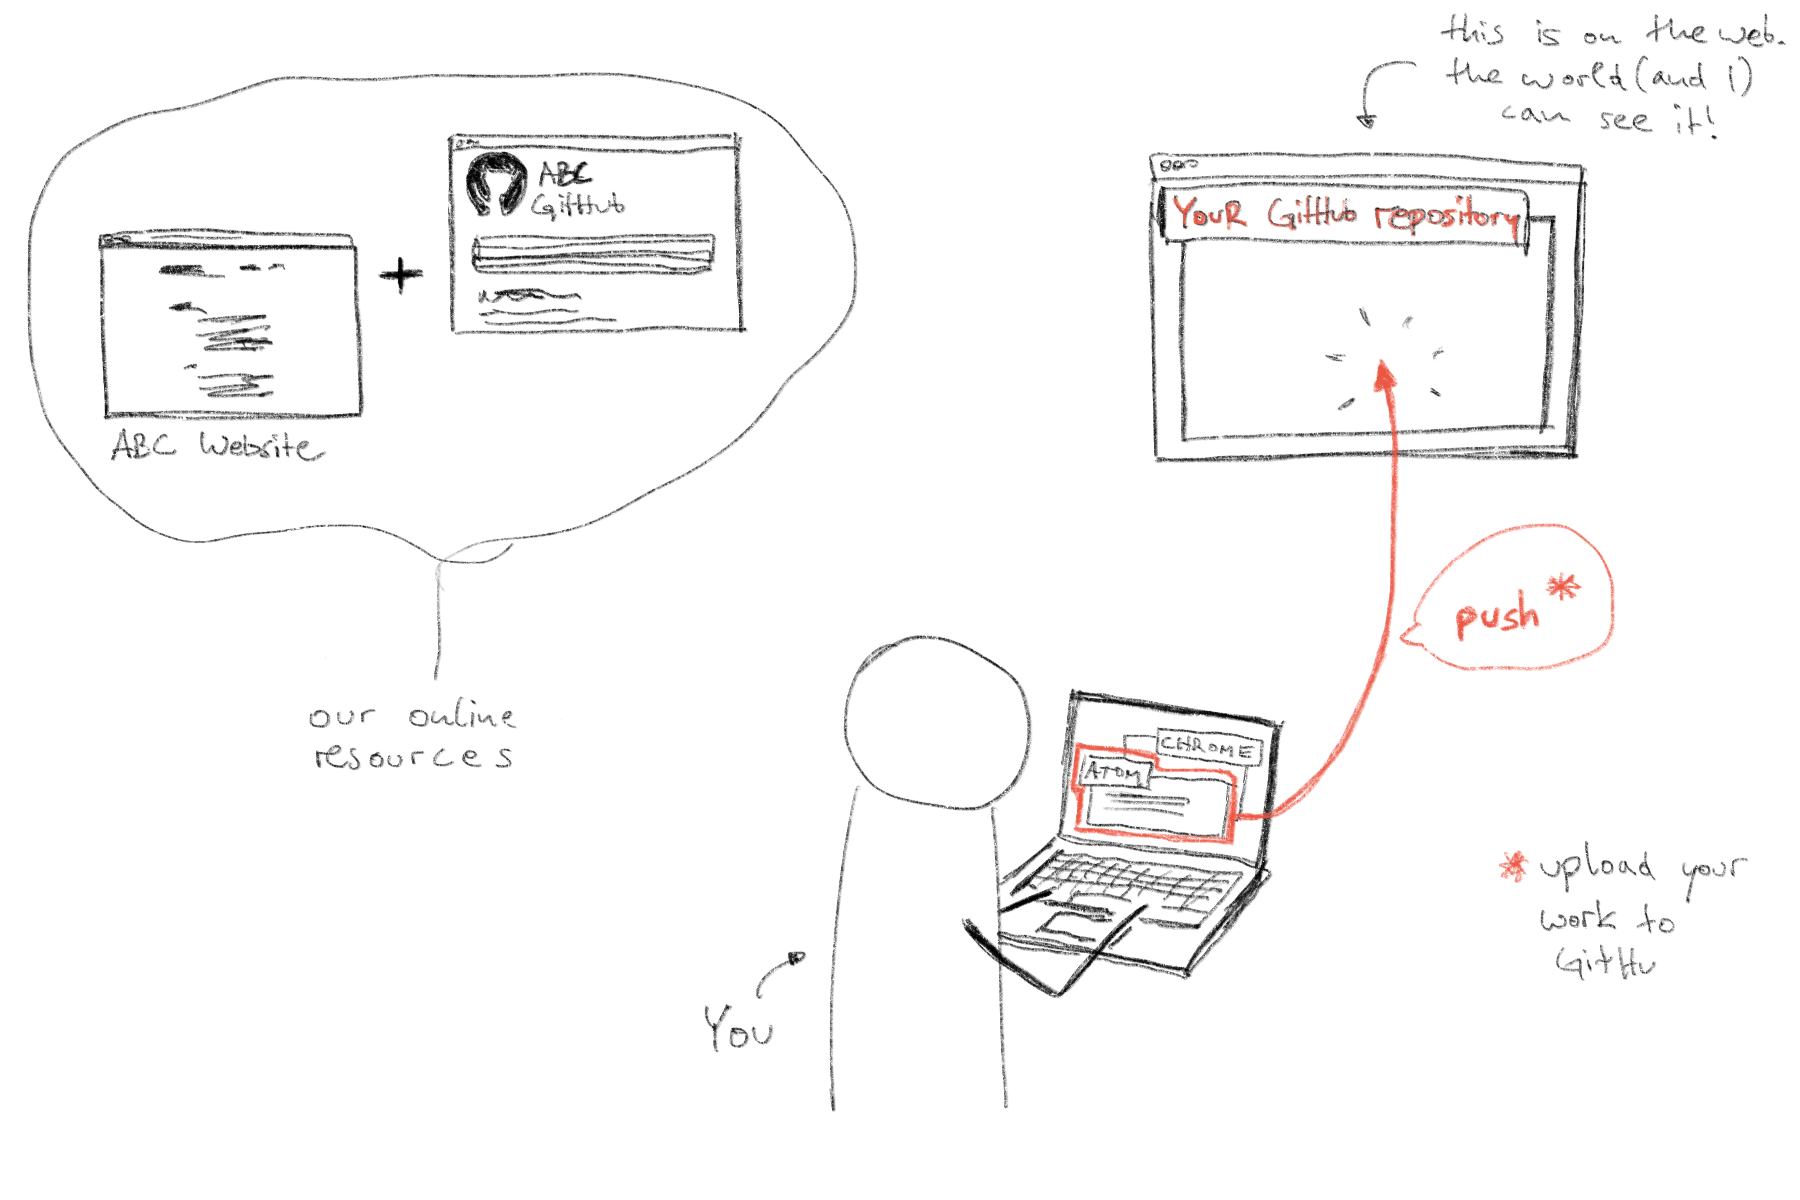 this is on the web.
the world (and I)
can see it!
ABC
GitHub
YouR GitHub repository
+
ABC Website
push *
our online
resources
CHROME
ATOM
* upload your
work to
GitHu
You